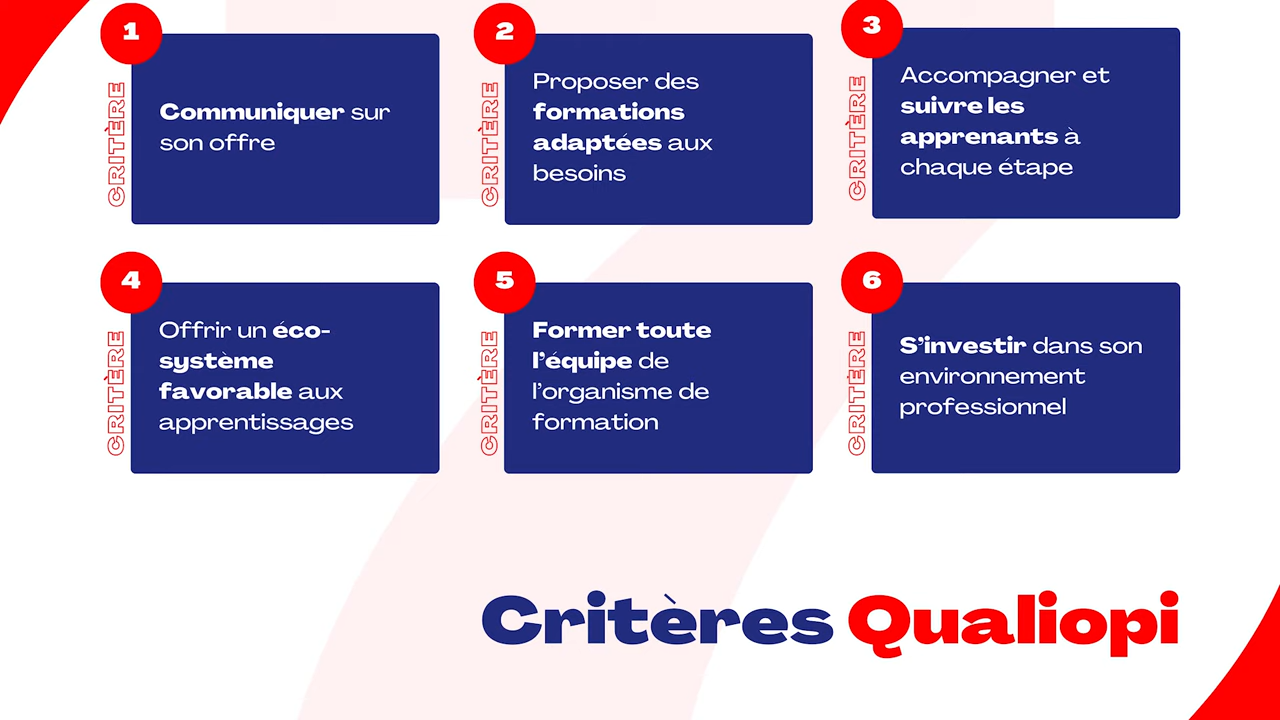 1
CRITÈRE
Communiquer sur
son offre
2
CRITÈRE
Proposer des
formations
adaptées aux
besoins
3
CRITÈRE
Accompagner et
suivre les
apprenants à
chaque étape
4
CRITÈRE
Offrir un éco-
système
favorable aux
apprentissages
5
CRITÈRE
Former toute
l’équipe de
l’organisme de
formation
6
CRITÈRE
S’investir dans son
environnement
professionnel
Critères Qualiopi